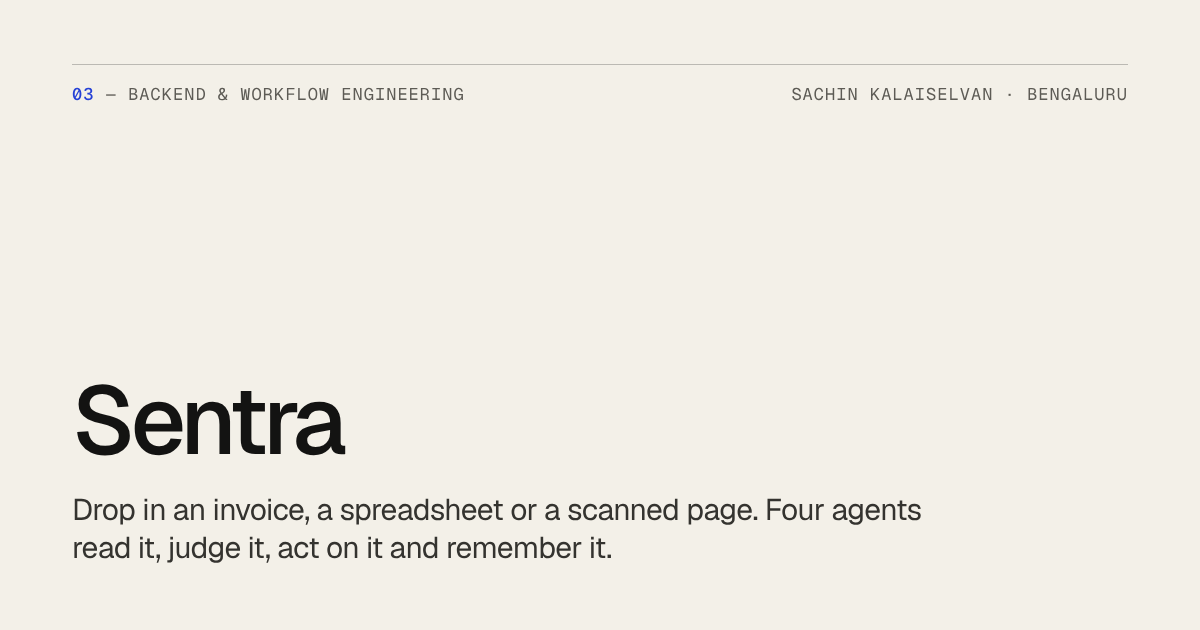 03 — BACKEND & WORKFLOW ENGINEERING
SACHIN KALAISELVAN · BENGALURU
Sentra
Drop in an invoice, a spreadsheet or a scanned page. Four agents
read it, judge it, act on it and remember it.